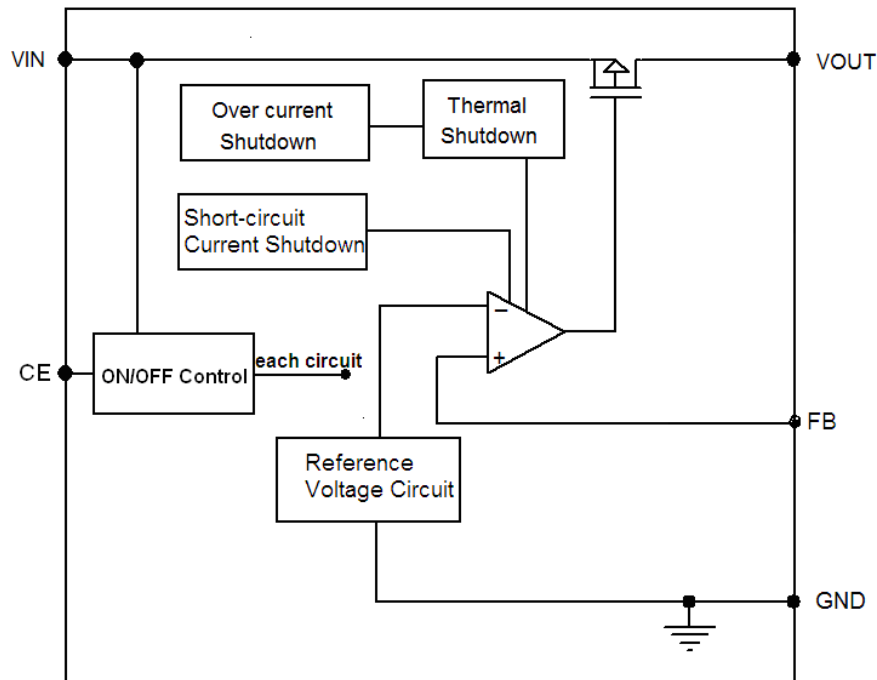 VIN
VOUT
Over current
Shutdown
Thermal
Shutdown
Short-circuit
Current Shutdown
−
+
CE
ON/OFF Control
each circuit
FB
Reference
Voltage Circuit
GND